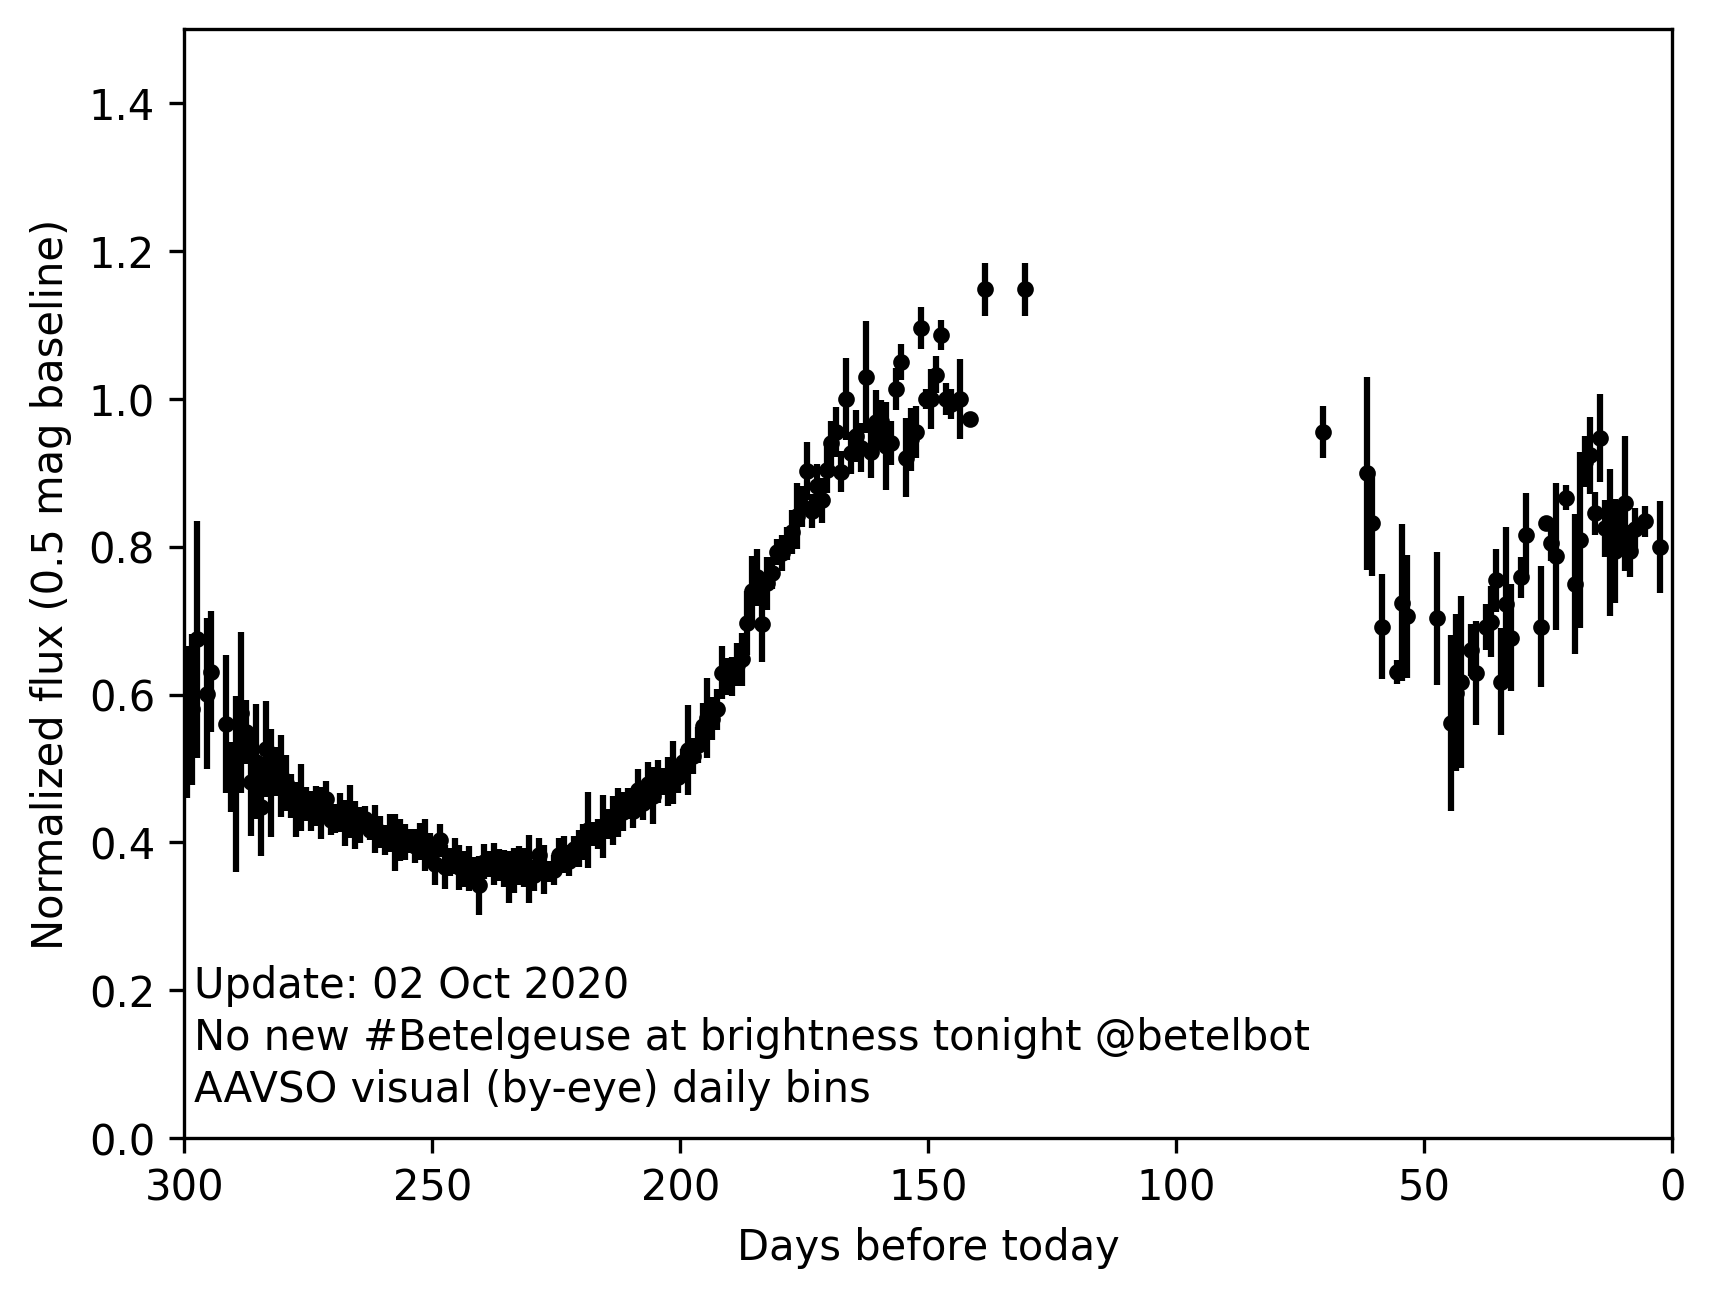 1.4
1.2
1.0
0.8
0.6
0.4
0.2
0.0
Normalized flux (0.5 mag baseline)
Update: 02 Oct 2020
No new #Betelgeuse at brightness tonight @betelbot
AAVSO visual (by-eye) daily bins
300 250 200 150 100 50 0
Days before today